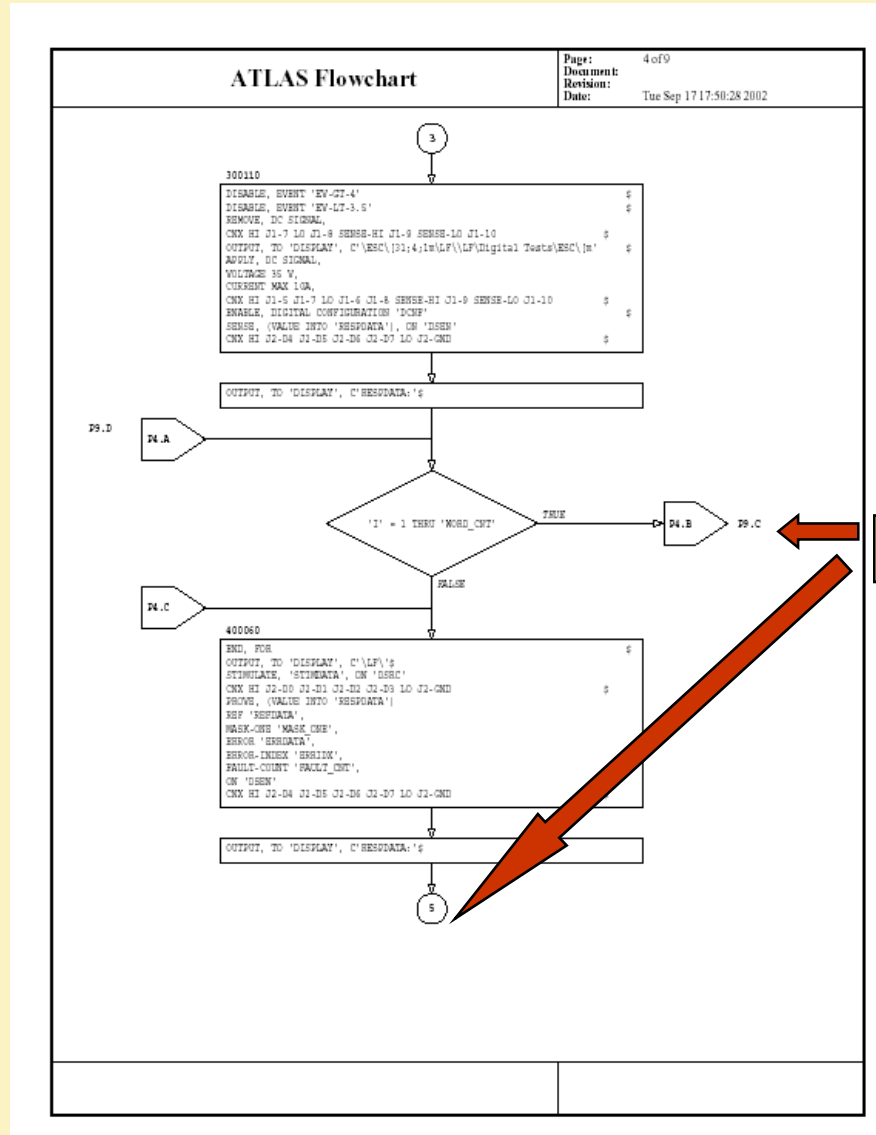 ATLAS Flowchart
Page: 4 of 9
Document:
Revision:
Date: Tue Sep 17 17:50:28 2002
3
300110
DISABLE, EVENT 'EV-GT-4' $
DISABLE, EVENT 'EV-LT-3.5' $
REMOVE, DC SIGNAL,
CNX HI J1-7 LO J1-8 SENSE-HI J1-9 SENSE-LO J1-10 $
OUTPUT, TO 'DISPLAY', C'\ESC\[31;4;1m\LF\\LF\Digital Tests\ESC\[m' $
APPLY, DC SIGNAL,
VOLTAGE 35 V,
CURRENT MAX 10A,
CNX HI J1-5 J1-7 LO J1-6 J1-8 SENSE-HI J1-9 SENSE-LO J1-10 $
ENABLE, DIGITAL CONFIGURATION 'DCNF' $
SENSE, (VALUE INTO 'RESPDATA'), ON 'DSEN'
CNX HI J2-D4 J2-D5 J2-D6 J2-D7 LO J2-GND $
OUTPUT, TO 'DISPLAY', C'RESPDATA:'$
P9.D
P4.A
'I' = 1 THRU 'WORD_CNT'
TRUE
P4.B
P9.C
FALSE
P4.C
400060
END, FOR $
OUTPUT, TO 'DISPLAY', C'\LF\'$
STIMULATE, 'STIMDATA', ON 'DSRC'
CNX HI J2-D0 J2-D1 J2-D2 J2-D3 LO J2-GND $
PROVE, (VALUE INTO 'RESPDATA')
REF 'REFDATA',
MASK-ONE 'MASK_ONE',
ERROR 'ERRDATA',
ERROR-INDEX 'ERRIDX',
FAULT-COUNT 'FAULT_CNT',
ON 'DSEN'
CNX HI J2-D4 J2-D5 J2-D6 J2-D7 LO J2-GND
OUTPUT, TO 'DISPLAY', C'RESPDATA:'$
5